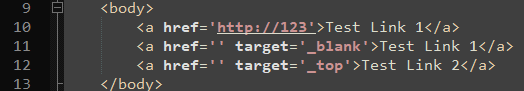 9 <body>
10 <a href='http://123'>Test Link 1</a>
11 <a href='' target='_blank'>Test Link 1</a>
12 <a href='' target='_top'>Test Link 2</a>
13 </body>